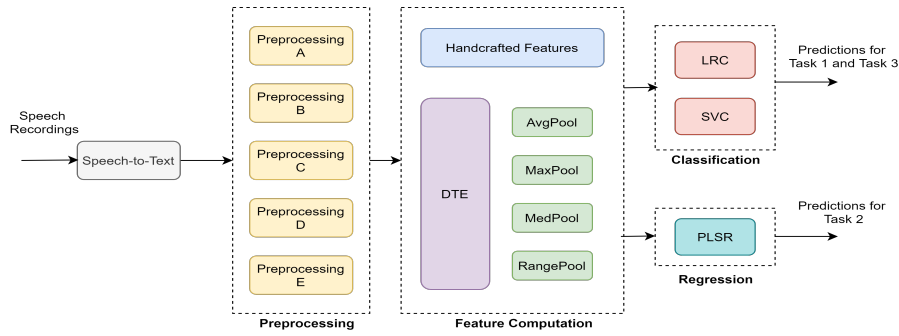 Speech
Recordings
Speech-to-Text
Preprocessing
A
Preprocessing
B
Preprocessing
C
Preprocessing
D
Preprocessing
E
Preprocessing
Handcrafted Features
DTE
AvgPool
MaxPool
MedPool
RangePool
Feature Computation
LRC
SVC
Classification
Predictions for
Task 1 and Task 3
PLSR
Regression
Predictions for
Task 2